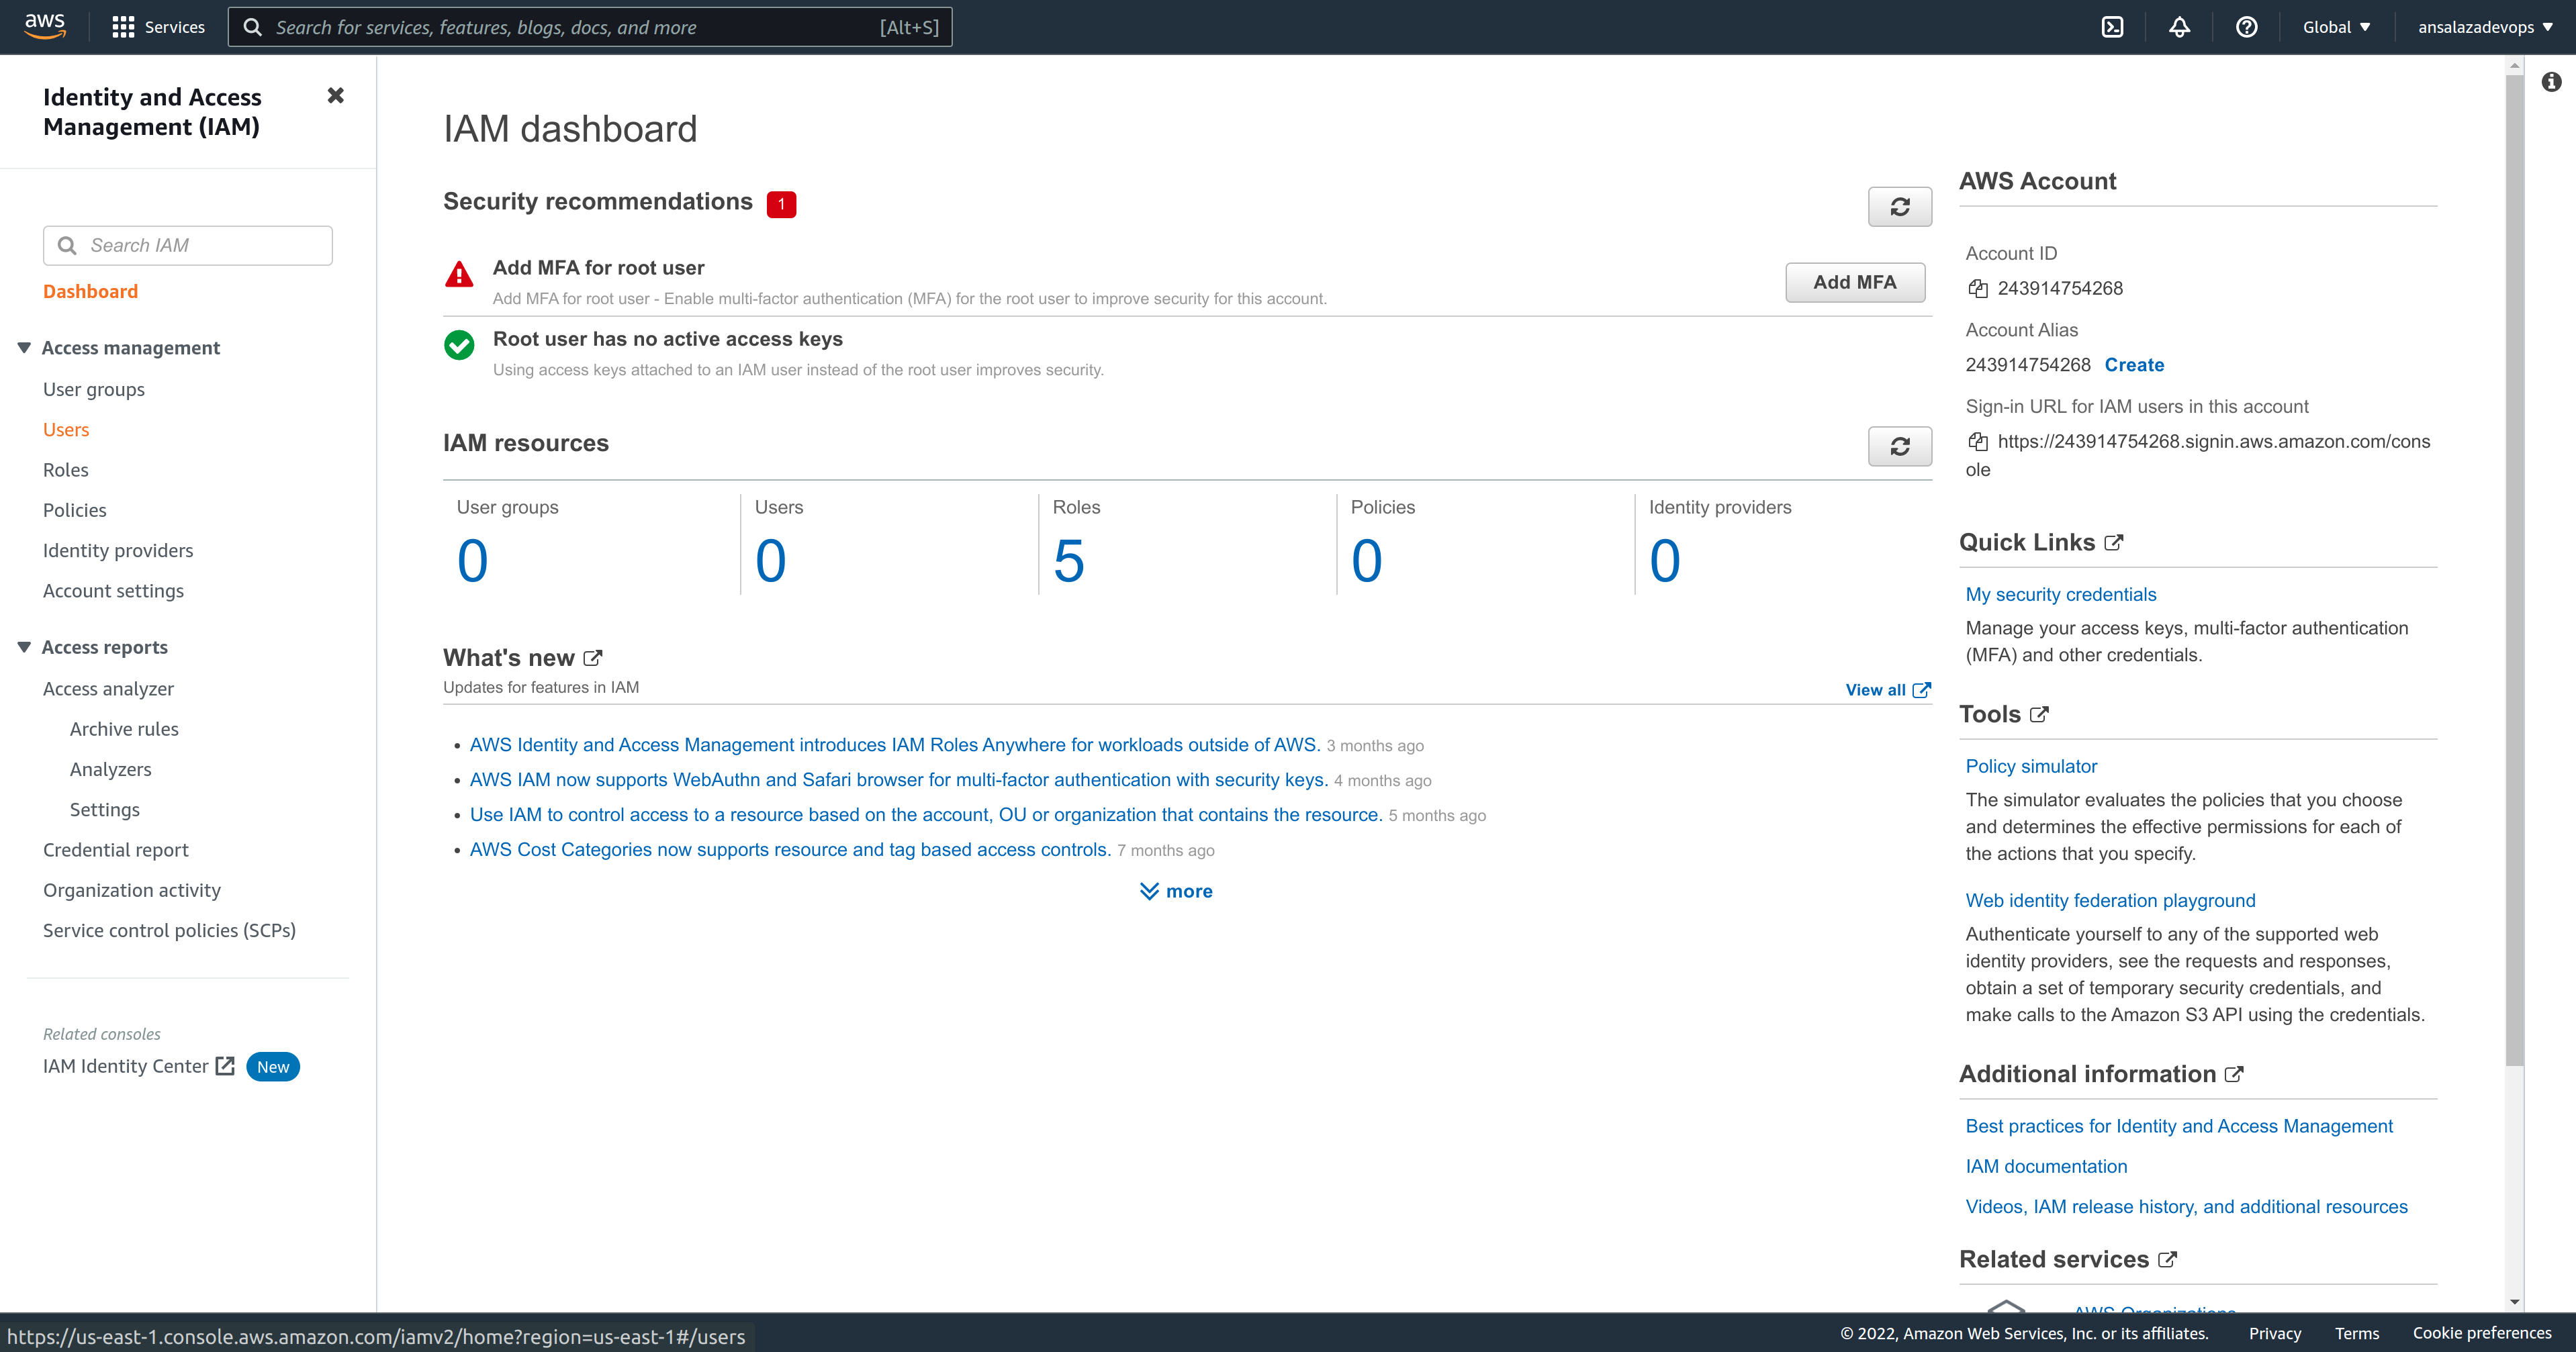 aws
Services
Search for services, features, blogs, docs, and more
[Alt+S]
Global
ansalazadevops
Identity and Access
Management (IAM)
Search IAM
Dashboard
Access management
User groups
Users
Roles
Policies
Identity providers
Account settings
Access reports
Access analyzer
Archive rules
Analyzers
Settings
Credential report
Organization activity
Service control policies (SCPs)
Related consoles
IAM Identity Center
New
IAM dashboard
Security recommendations
1
Add MFA for root user
Add MFA for root user - Enable multi-factor authentication (MFA) for the root user to improve security for this account.
Add MFA
Root user has no active access keys
Using access keys attached to an IAM user instead of the root user improves security.
IAM resources
User groups
0
Users
0
Roles
5
Policies
0
Identity providers
0
What's new
Updates for features in IAM
View all
AWS Identity and Access Management introduces IAM Roles Anywhere for workloads outside of AWS. 3 months ago
AWS IAM now supports WebAuthn and Safari browser for multi-factor authentication with security keys. 4 months ago
Use IAM to control access to a resource based on the account, OU or organization that contains the resource. 5 months ago
AWS Cost Categories now supports resource and tag based access controls. 7 months ago
more
AWS Account
Account ID
243914754268
Account Alias
243914754268 Create
Sign-in URL for IAM users in this account
https://243914754268.signin.aws.amazon.com/cons
ole
Quick Links
My security credentials
Manage your access keys, multi-factor authentication
(MFA) and other credentials.
Tools
Policy simulator
The simulator evaluates the policies that you choose
and determines the effective permissions for each of
the actions that you specify.
Web identity federation playground
Authenticate yourself to any of the supported web
identity providers, see the requests and responses,
obtain a set of temporary security credentials, and
make calls to the Amazon S3 API using the credentials.
Additional information
Best practices for Identity and Access Management
IAM documentation
Videos, IAM release history, and additional resources
Related services
AWS Organizations
https://us-east-1.console.aws.amazon.com/iamv2/home?region=us-east-1#/users
© 2022, Amazon Web Services, Inc. or its affiliates.
Privacy
Terms
Cookie preferences